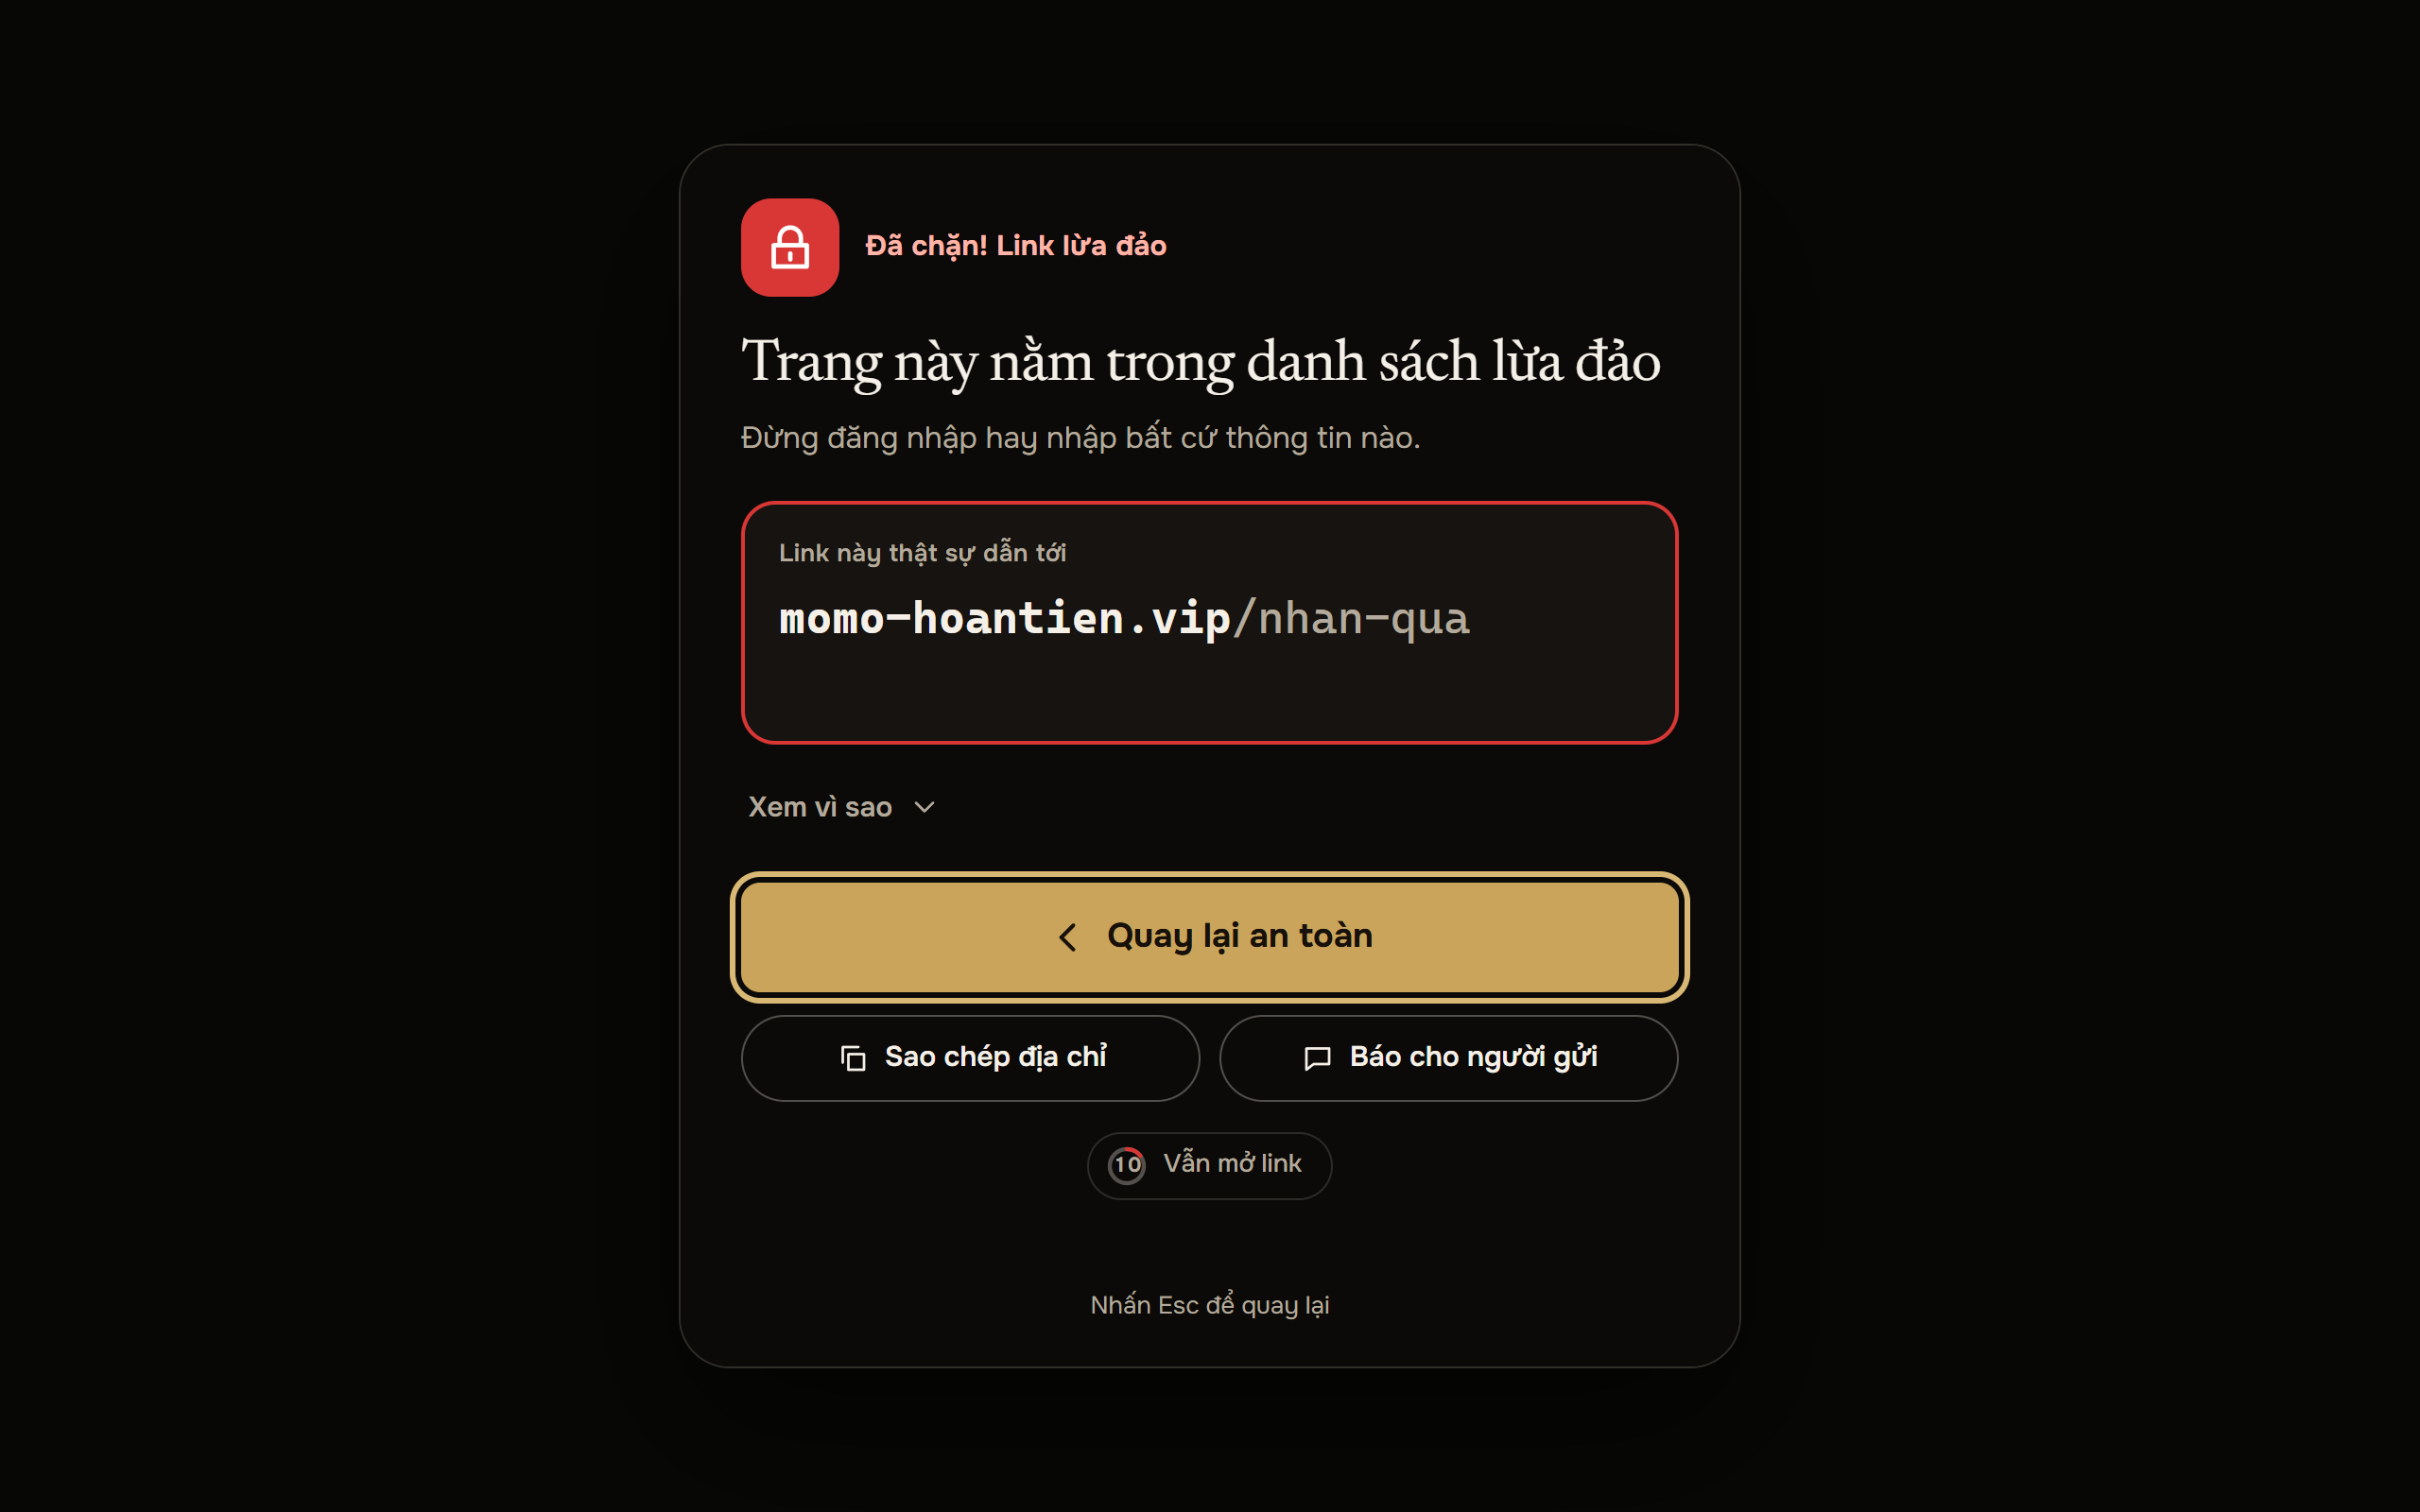 Đã chặn! Link lừa đảo
Trang này nằm trong danh sách lừa đảo
Đừng đăng nhập hay nhập bất cứ thông tin nào.
Link này thật sự dẫn tới
momo-hoantien.vip/nhan-qua
Xem vì sao
Quay lại an toàn
Sao chép địa chỉ
Báo cho người gửi
10 Vẫn mở link
Nhấn Esc để quay lại